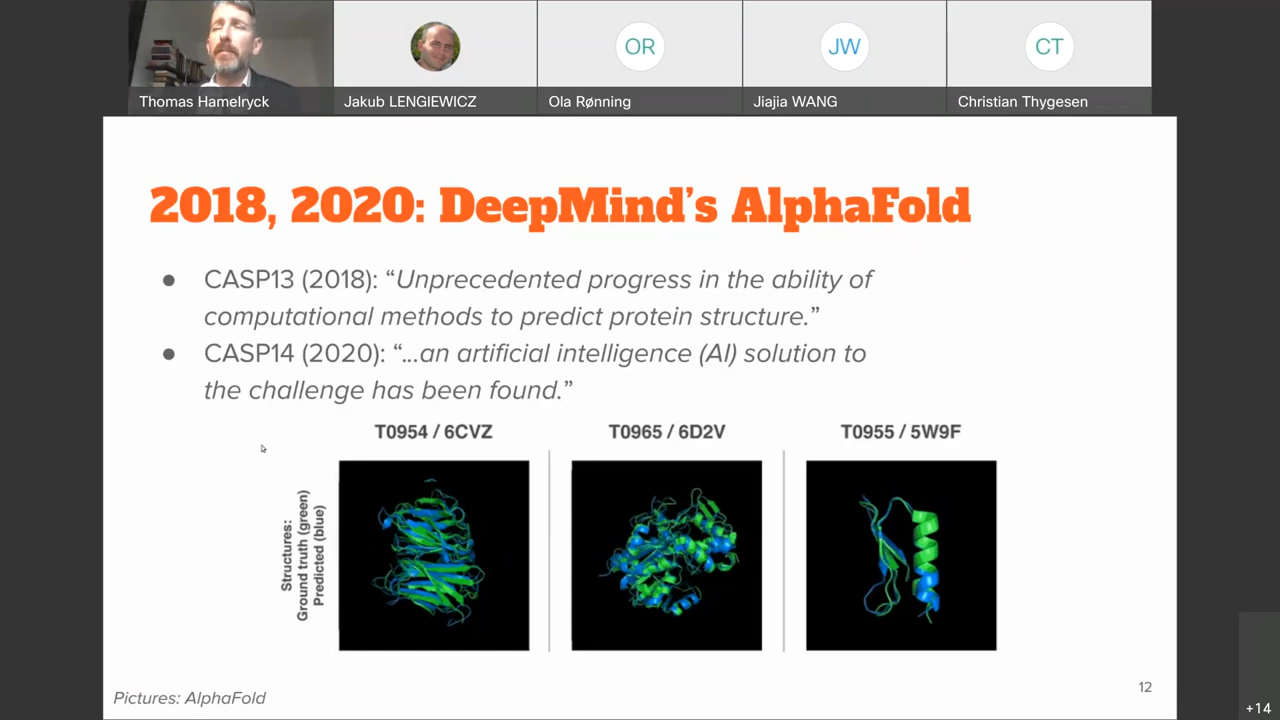 OR
JW
CT
Thomas Hamelryck
Jakub LENGIEWICZ
Ola Rønning
Jiajia WANG
Christian Thygesen
2018, 2020: DeepMind’s AlphaFold
● CASP13 (2018): “Unprecedented progress in the ability of
computational methods to predict protein structure.”
● CASP14 (2020): “...an artificial intelligence (AI) solution to
the challenge has been found.”
T0954 / 6CVZ
T0965 / 6D2V
T0955 / 5W9F
Structures:
Ground truth (green)
Predicted (blue)
Pictures: AlphaFold
12
+14